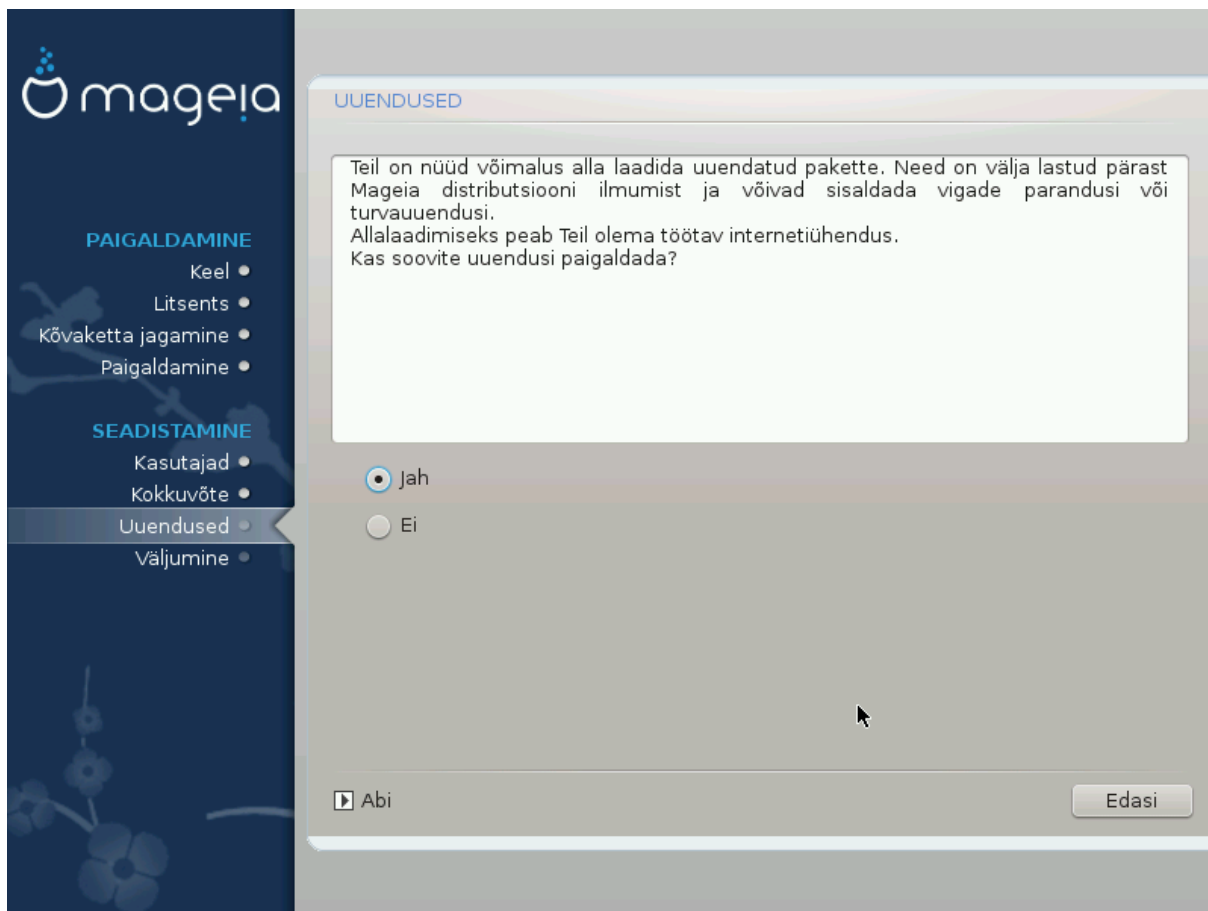 mageia
PAIGALDAMINE
Keel
Litsents
Kõvaketta jagamine
Paigaldamine
SEADISTAMINE
Kasutajad
Kokkuvõte
Uuendused
Väljumine
UUENDUSED
Teil on nüüd võimalus alla laadida uuendatud pakette. Need on välja lastud pärast
Mageia distributsiooni ilmumist ja võivad sisaldada vigade parandusi või
turvauuendusi.
Allalaadimiseks peab Teil olema töötav internetiühendus.
Kas soovite uuendusi paigaldada?
Jah
Ei
Abi
Edasi